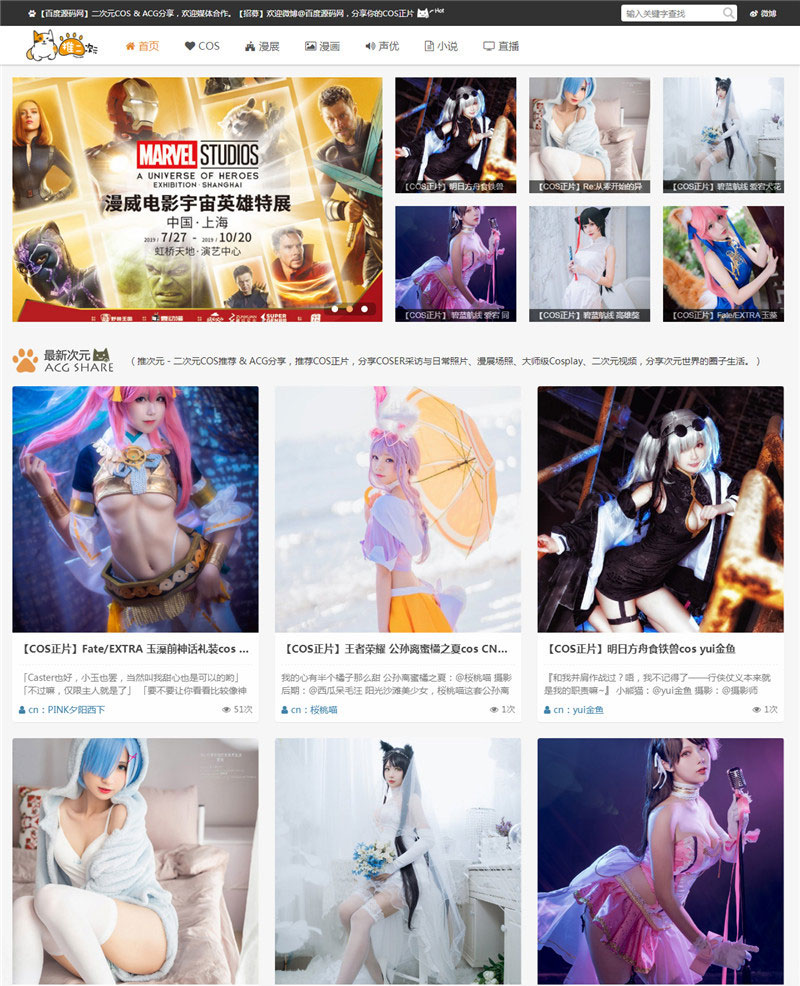 【百度源码网】二次元COS & ACG分享，欢迎媒体合作。【招募】欢迎微博@百度源码网，分享你的COS正片
Hot
输入关键字查找
微博
推二次元
首页
COS
漫展
漫画
声优
小说
直播
MARVEL STUDIOS
A UNIVERSE OF HEROES
EXHIBITION·SHANGHAI
漫威电影宇宙英雄特展
中国·上海
2019/7/27 - 2019/10/20
虹桥天地·演艺中心
【COS正片】明日方舟食铁兽
【COS正片】Re:从零开始的异
【COS正片】碧蓝航线 爱宕犬花
【COS正片】碧蓝航线 爱宕 同
【COS正片】碧蓝航线 高雄獒
【COS正片】Fate/EXTRA 玉藻
最新次元
ACG SHARE
（ 推次元 - 二次元COS推荐 & ACG分享，推荐COS正片，分享COSER采访与日常照片、漫展场照、大师级Cosplay、二次元视频，分享次元世界的圈子生活。）
【COS正片】Fate/EXTRA 玉藻前神话礼装cos ...
「Caster也好，小玉也罢，当然叫我甜心也是可以的哟」
「不过嘛，仅限主人就是了」 「要不要让你看看比较像神
cn：PINK夕阳西下
51次
【COS正片】王者荣耀 公孙离蜜橘之夏cos CN...
我的心有半个橘子那么甜 公孙离蜜橘之夏：@桜桃喵 摄影
后期：@西瓜呆毛汪 阳光沙滩美少女，桜桃喵这套公孙离
cn：桜桃喵
1次
【COS正片】明日方舟食铁兽cos yui金鱼
『和我并肩作战过？嗯，我不记得了——行侠仗义本来就
是我的职责嘛~』 小熊猫：@yui金鱼 摄影：@摄影师
cn：yui金鱼
1次